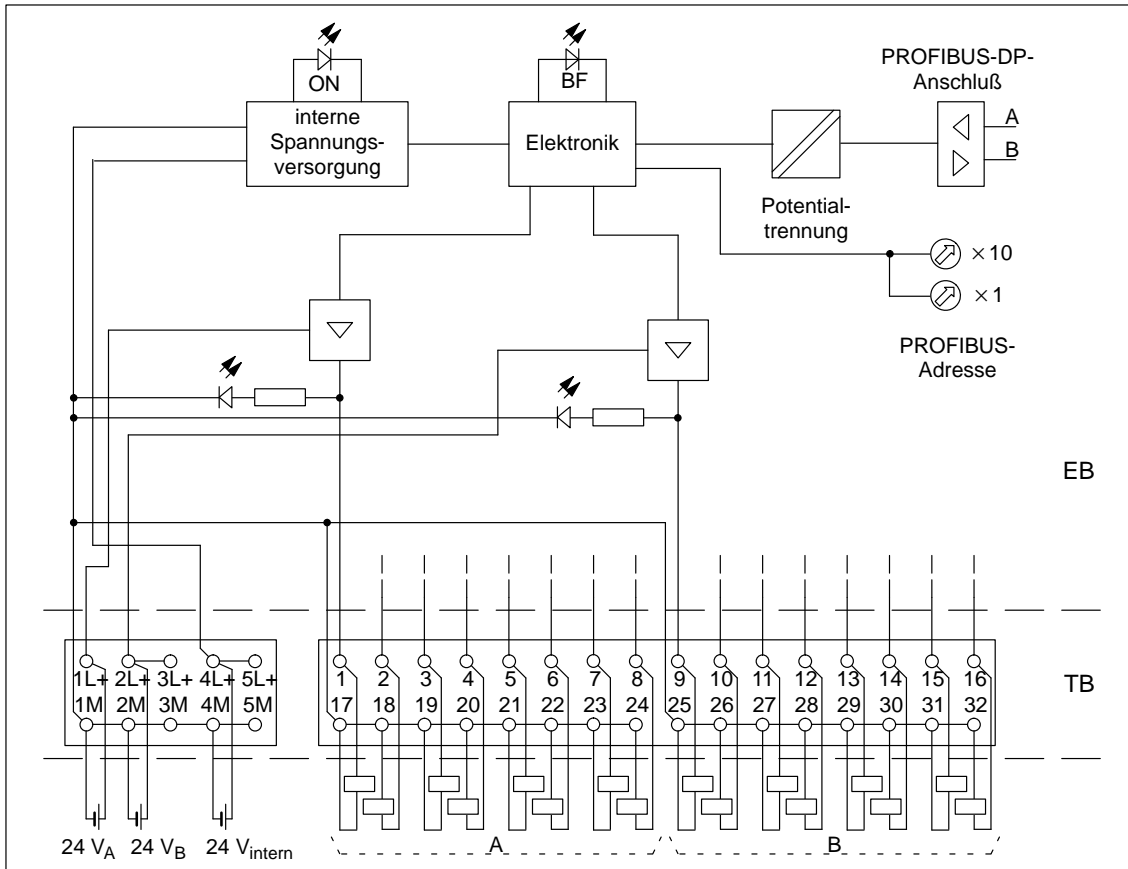 ON
BF
PROFIBUS-DP-
Anschluß
interne
Spannungs-
versorgung
Elektronik
A
B
Potential-
trennung
×10
×1
PROFIBUS-
Adresse
EB
1L+ 2L+ 3L+ 4L+ 5L+
1 2 3 4 5 6 7 8 9 10 11 12 13 14 15 16
TB
1M 2M 3M 4M 5M
17 18 19 20 21 22 23 24 25 26 27 28 29 30 31 32
24 VA 24 VB 24 Vintern
A
B